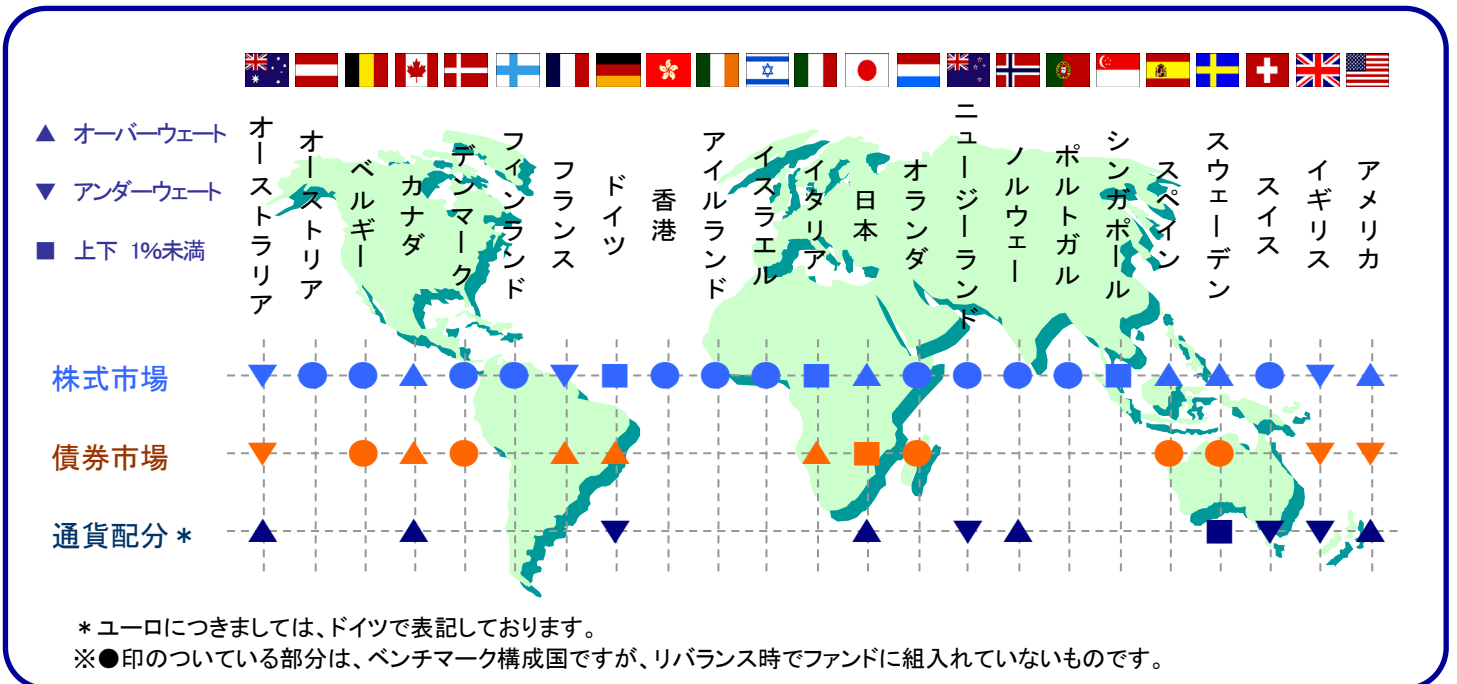 ▲ オーバーウェート
▼ アンダーウェート
■ 上下 1%未満
オーストラリア
オーストリア
ベルギー
カナダ
デンマーク
フィンランド
フランス
ドイツ
香港
アイルランド
イスラエル
イタリア
日本
オランダ
ニュージーランド
ノルウェー
ポルトガル
シンガポール
スペイン
スウェーデン
スイス
イギリス
アメリカ
株式市場
債券市場
通貨配分*
*ユーロにつきましては、ドイツで表記しております。
※●印のついている部分は、ベンチマーク構成国ですが、リバランス時でファンドに組入れていないものです。